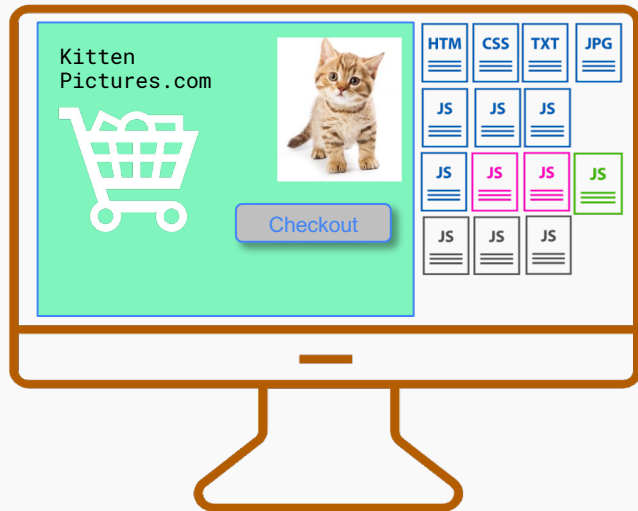 Kitten
Pictures.com
Checkout
HTM CSS TXT JPG
JS JS JS
JS JS JS JS
JS JS JS